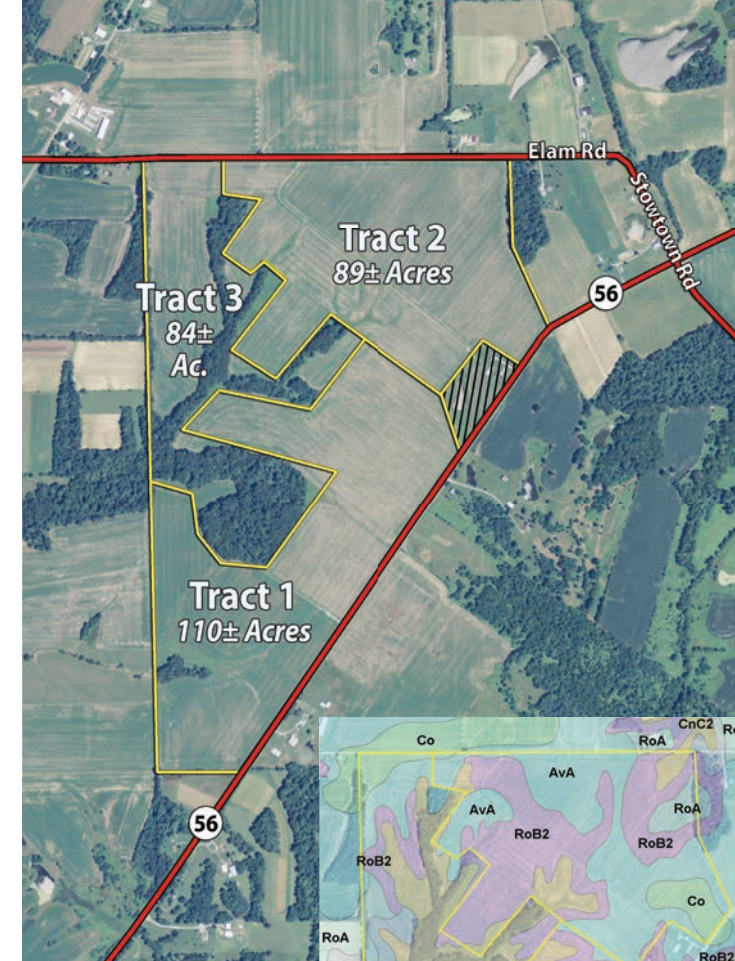 Elam Rd
Stowtown Rd
Tract 2
89± Acres
56
Tract 3
84±
Ac.
Tract 1
110± Acres
56
CnC2
Co
RoA
AvA
AvA
RoA
RoB2
RoB2
RoB2
Co
RoA
RoB2